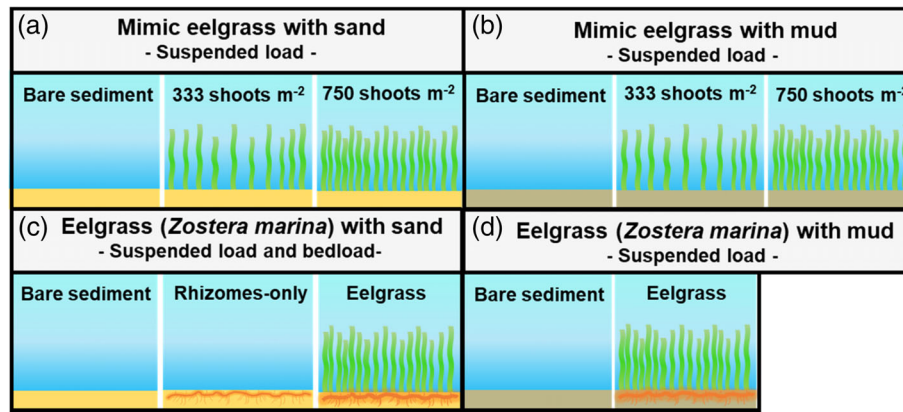 (a) Mimic eelgrass with sand
- Suspended load -
Bare sediment 333 shoots m⁻² 750 shoots m⁻²
(b) Mimic eelgrass with mud
- Suspended load -
Bare sediment 333 shoots m⁻² 750 shoots m⁻²
(c) Eelgrass (Zostera marina) with sand
- Suspended load and bedload-
Bare sediment Rhizomes-only Eelgrass
(d) Eelgrass (Zostera marina) with mud
- Suspended load -
Bare sediment Eelgrass